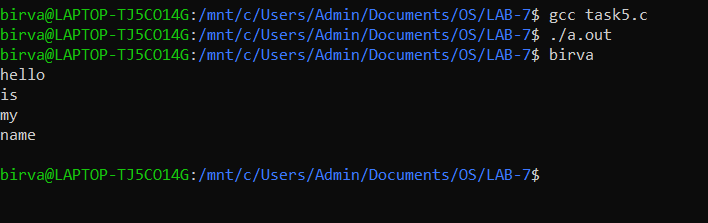 birva@LAPTOP-TJ5CO14G:/mnt/c/Users/Admin/Documents/OS/LAB-7$ gcc task5.c
birva@LAPTOP-TJ5CO14G:/mnt/c/Users/Admin/Documents/OS/LAB-7$ ./a.out
birva@LAPTOP-TJ5CO14G:/mnt/c/Users/Admin/Documents/OS/LAB-7$ birva
hello
is
my
name
birva@LAPTOP-TJ5CO14G:/mnt/c/Users/Admin/Documents/OS/LAB-7$